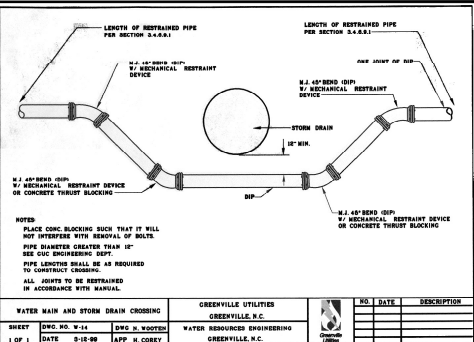 LENGTH OF RESTRAINED PIPE
PER SECTION 3.4.6.9.1
LENGTH OF RESTRAINED PIPE
PER SECTION 3.4.6.9.1
M.J. 45° BEND (DIP)
W/ MECHANICAL RESTRAINT
DEVICE
ONE JOINT OF DIP
M.J. 45° BEND (DIP)
W/ MECHANICAL RESTRAINT
DEVICE
STORM DRAIN
12" MIN.
M.J. 45° BEND (DIP)
W/ MECHANICAL RESTRAINT DEVICE
OR CONCRETE THRUST BLOCKING
DIP
M.J. 45° BEND (DIP)
W/ MECHANICAL RESTRAINT DEVICE
OR CONCRETE THRUST BLOCKING
NOTES:
PLACE CONC. BLOCKING SUCH THAT IT WILL
NOT INTERFERE WITH REMOVAL OF BOLTS.
PIPE DIAMETER GREATER THAN 12"
SEE GUC ENGINEERING DEPT.
PIPE LENGTHS SHALL BE AS REQUIRED
TO CONSTRUCT CROSSING.
ALL JOINTS TO BE RESTRAINED
IN ACCORDANCE WITH MANUAL.
WATER MAIN AND STORM DRAIN CROSSING
GREENVILLE UTILITIES
GREENVILLE, N.C.
SHEET
1 OF 1
DWG. NO. W-14
DWG N. WOOTEN
DATE 3-12-99
APP H. COREY
WATER RESOURCES ENGINEERING
GREENVILLE, N.C.
Greenville
Utilities
NO. DATE DESCRIPTION